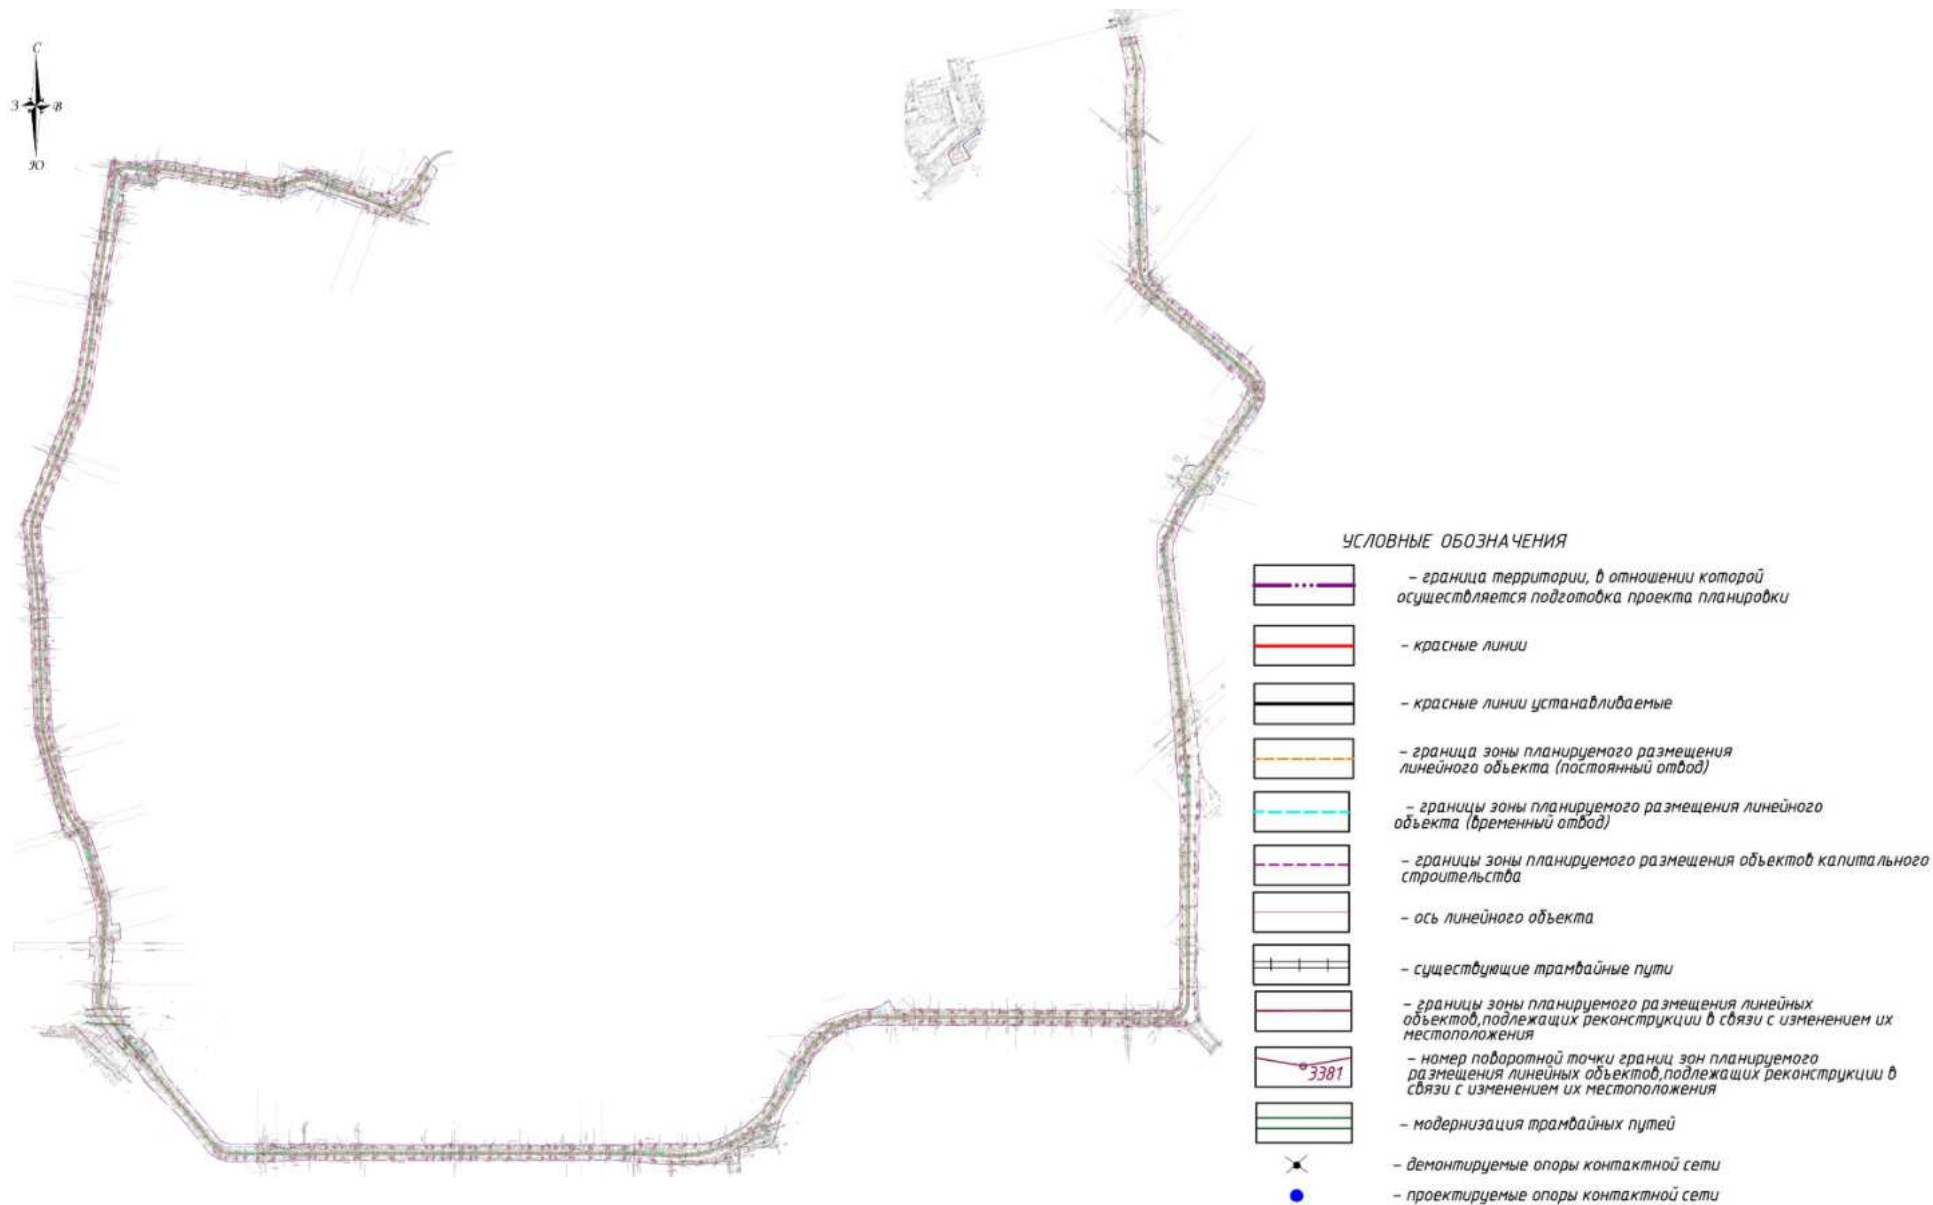 С
З
В
Ю
УСЛОВНЫЕ ОБОЗНАЧЕНИЯ
– граница территории, в отношении которой
осуществляется подготовка проекта планировки
– красные линии
– красные линии устанавливаемые
– граница зоны планируемого размещения
линейного объекта (постоянный отвод)
– границы зоны планируемого размещения линейного
объекта (временный отвод)
– границы зоны планируемого размещения объектов капитального
строительства
– ось линейного объекта
– существующие трамвайные пути
– границы зоны планируемого размещения линейных
объектов,подлежащих реконструкции в связи с изменением их
местоположения
3381
– номер поворотной точки границ зон планируемого
размещения линейных объектов,подлежащих реконструкции в
связи с изменением их местоположения
– модернизация трамвайных путей
– демонтируемые опоры контактной сети
– проектируемые опоры контактной сети